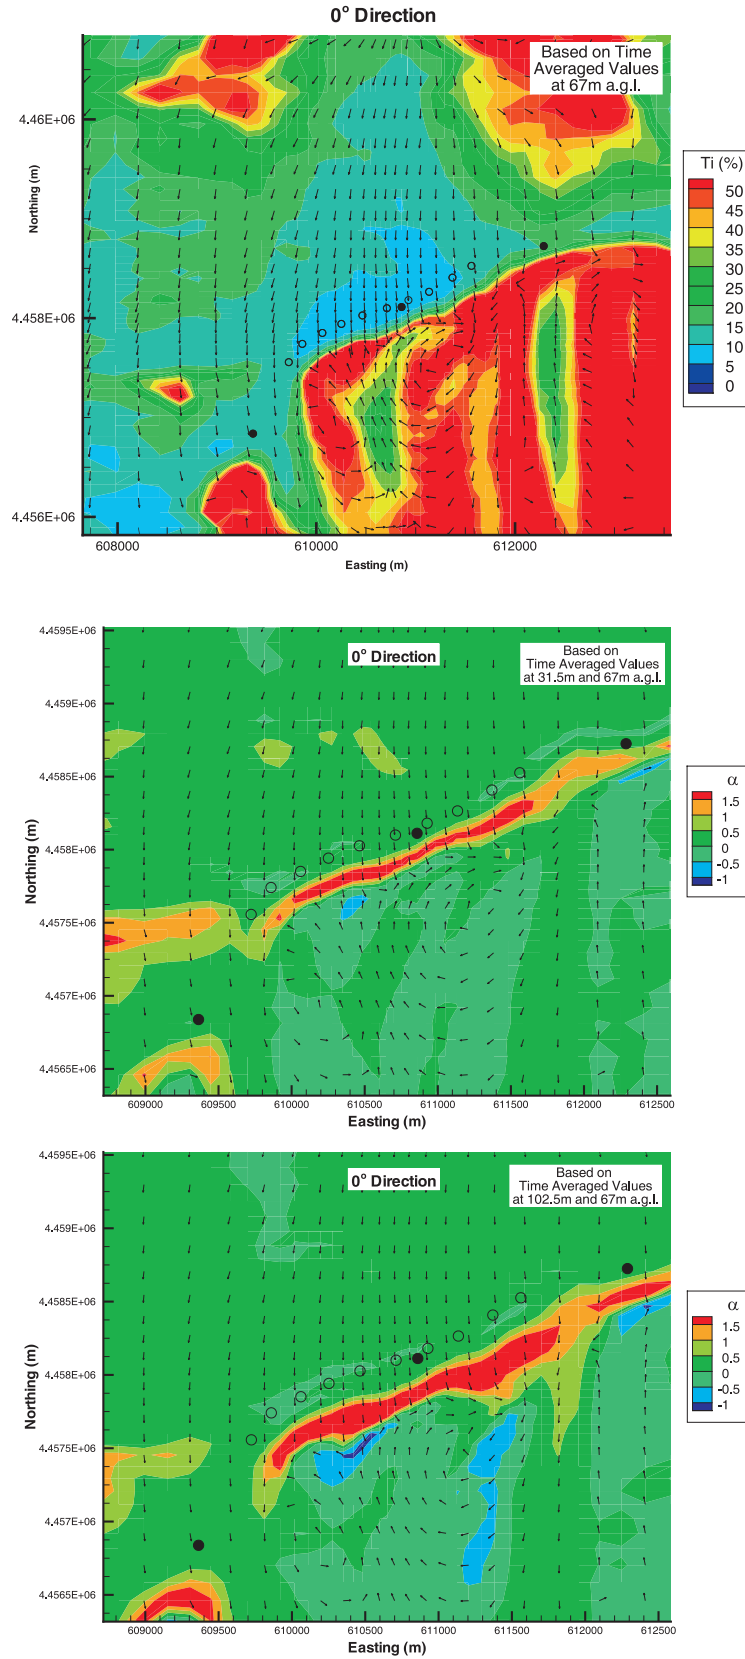 0° Direction
Based on Time
Averaged Values
at 67m a.g.l.
4.46E+06
4.458E+06
4.456E+06
Northing (m)
608000
610000
612000
Easting (m)
Ti (%)
50
45
40
35
30
25
20
15
10
5
0
4.4595E+06
4.459E+06
4.4585E+06
4.458E+06
4.4575E+06
4.457E+06
4.4565E+06
Northing (m)
0° Direction
Based on
Time Averaged Values
at 31.5m and 67m a.g.l.
609000
609500
610000
610500
611000
611500
612000
612500
Easting (m)
α
1.5
1
0.5
0
-0.5
-1
4.4595E+06
4.459E+06
4.4585E+06
4.458E+06
4.4575E+06
4.457E+06
4.4565E+06
Northing (m)
0° Direction
Based on
Time Averaged Values
at 102.5m and 67m a.g.l.
609000
609500
610000
610500
611000
611500
612000
612500
Easting (m)
α
1.5
1
0.5
0
-0.5
-1